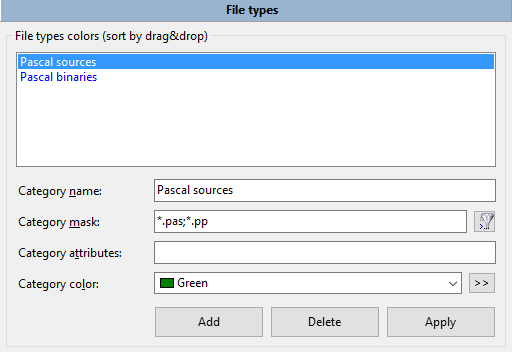 File types
File types colors (sort by drag&drop)
Pascal sources
Pascal binaries
Category name: Pascal sources
Category mask: *.pas;*.pp
Category attributes:
Category color: Green >>
Add Delete Apply